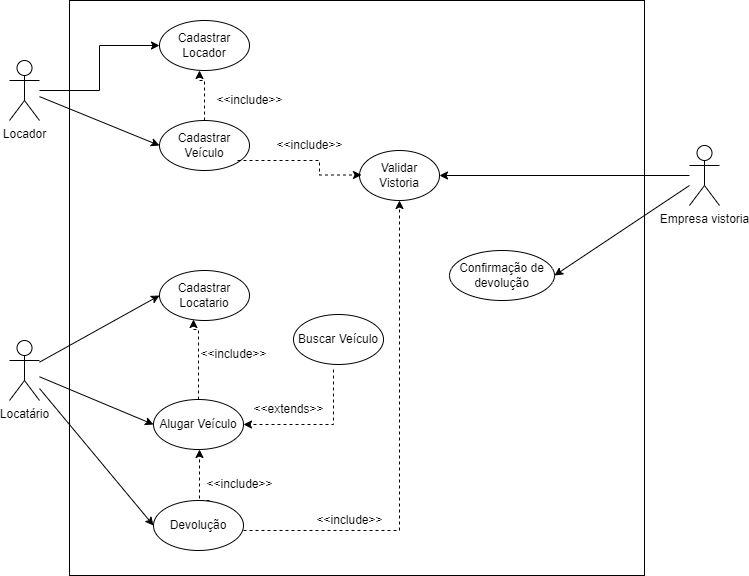 Cadastrar
Locador
<<include>>
Locador
Cadastrar
Veículo
<<include>>
Validar
Vistoria
Empresa vistoria
Confirmação de
devolução
Cadastrar
Locatario
Buscar Veículo
<<include>>
Locatário
Alugar Veículo
<<extends>>
<<include>>
Devolução
<<include>>